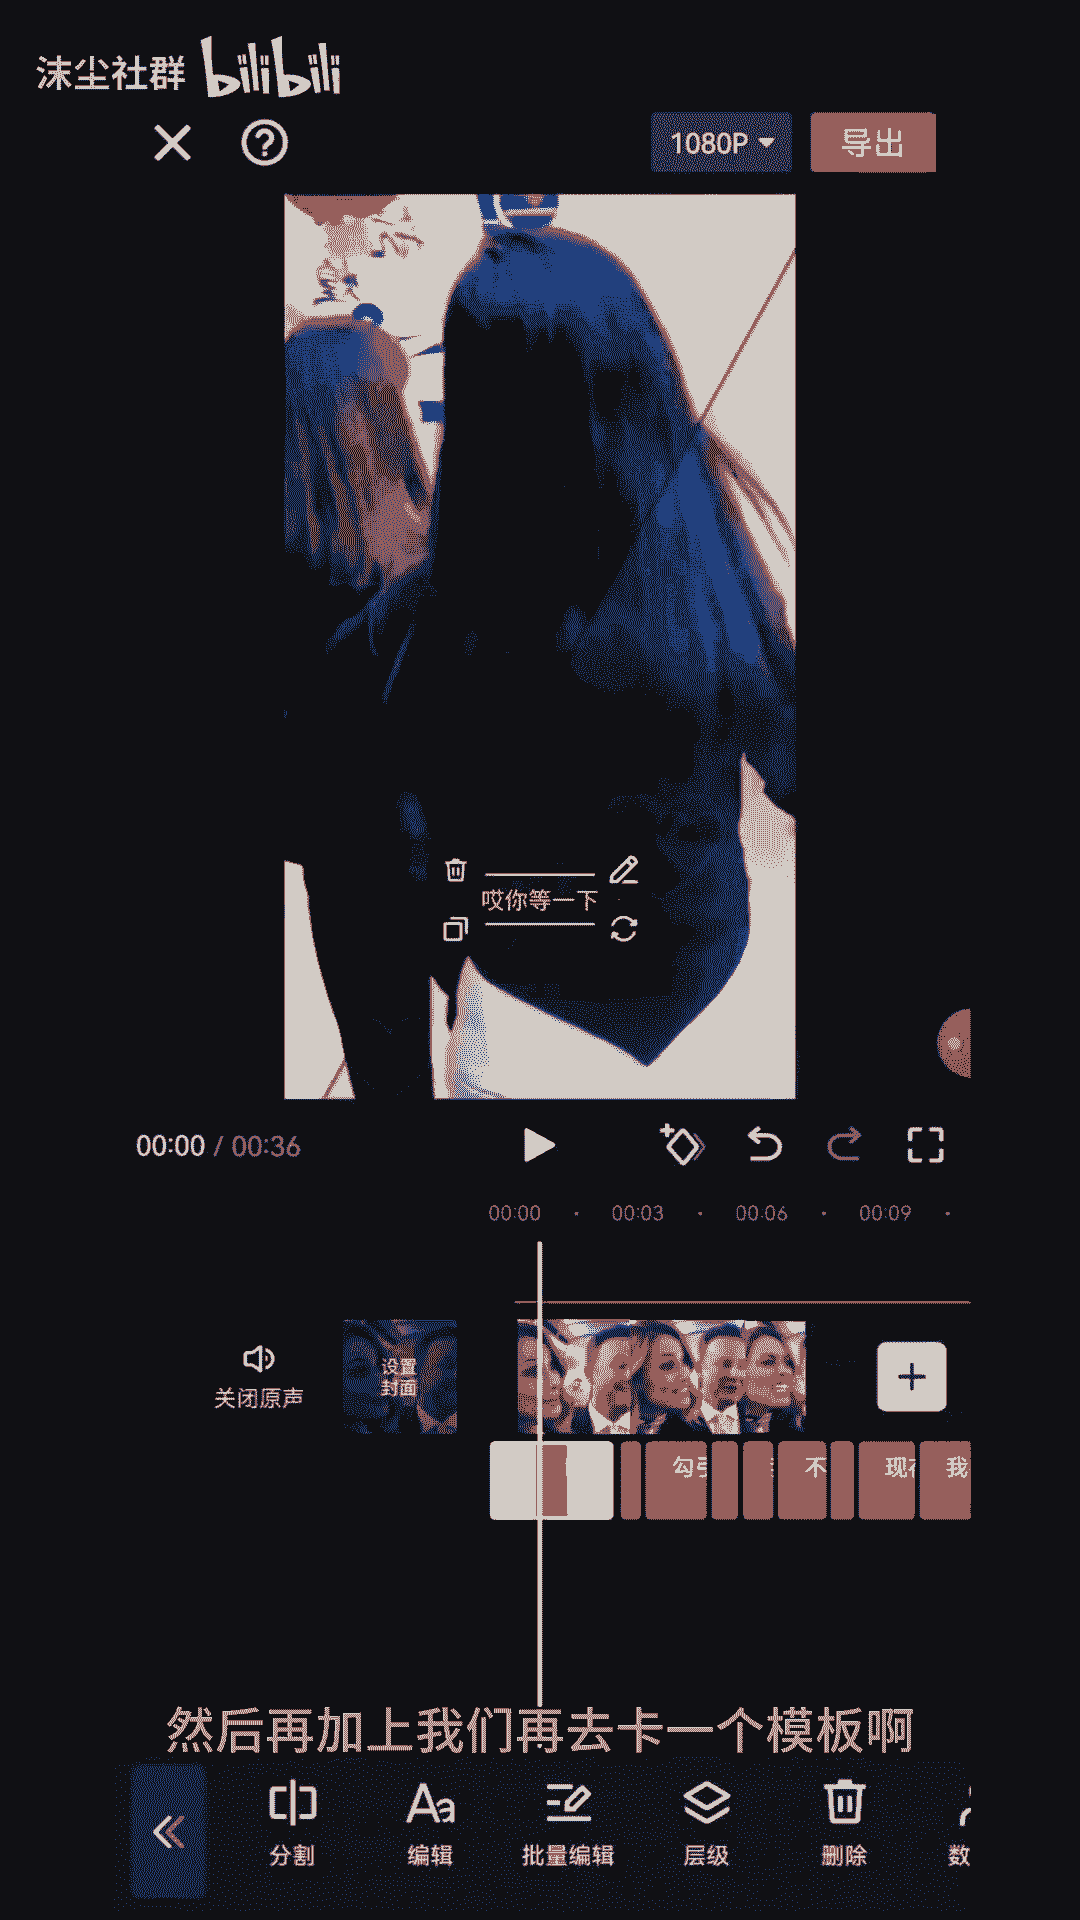 沫尘社群 bilibili
1080P 导出
哎你等一下
00:00 / 00:36
00:00 00:03 00:06 00:09
设置
封面
关闭原声
勾引 不 现在 我
然后再加上我们再去卡一个模板啊
分割 编辑 批量编辑 层级 删除 数